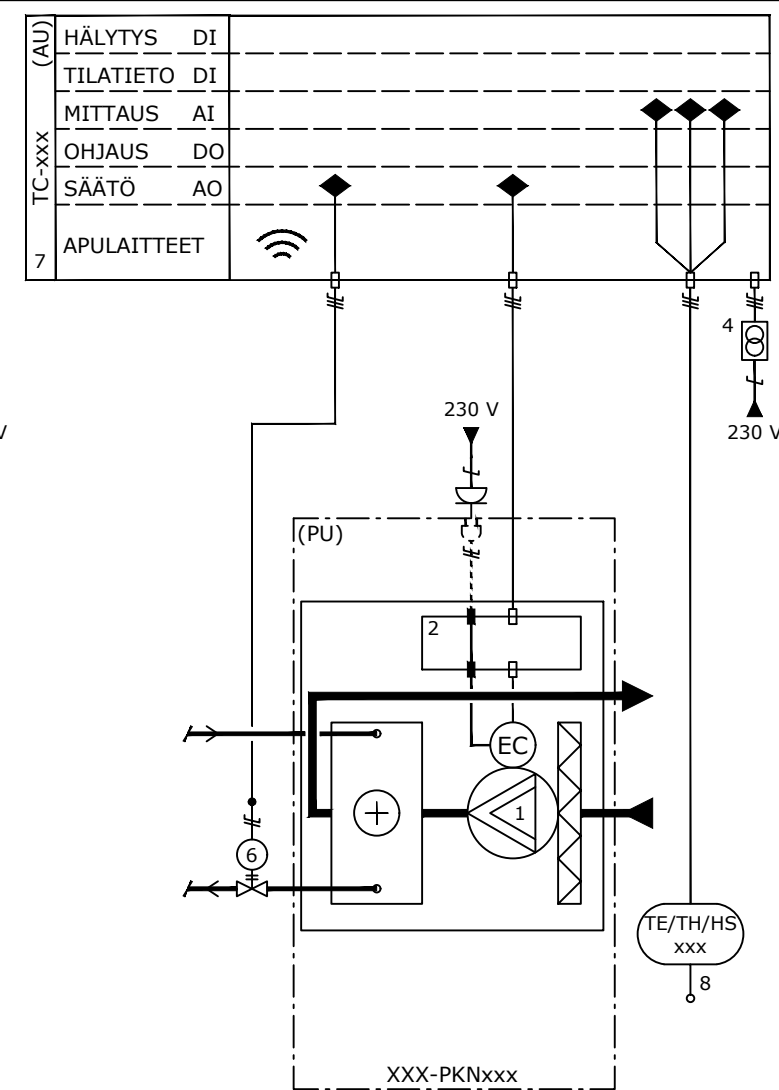 (AU)
TC-xxx
7
HÄLYTYS DI
TILATIETO DI
MITTAUS AI
OHJAUS DO
SÄÄTÖ AO
APULAITTEET
4
230 V
230 V
V
(PU)
2
EC
1
6
TE/TH/HS
xxx
8
XXX-PKNxxx